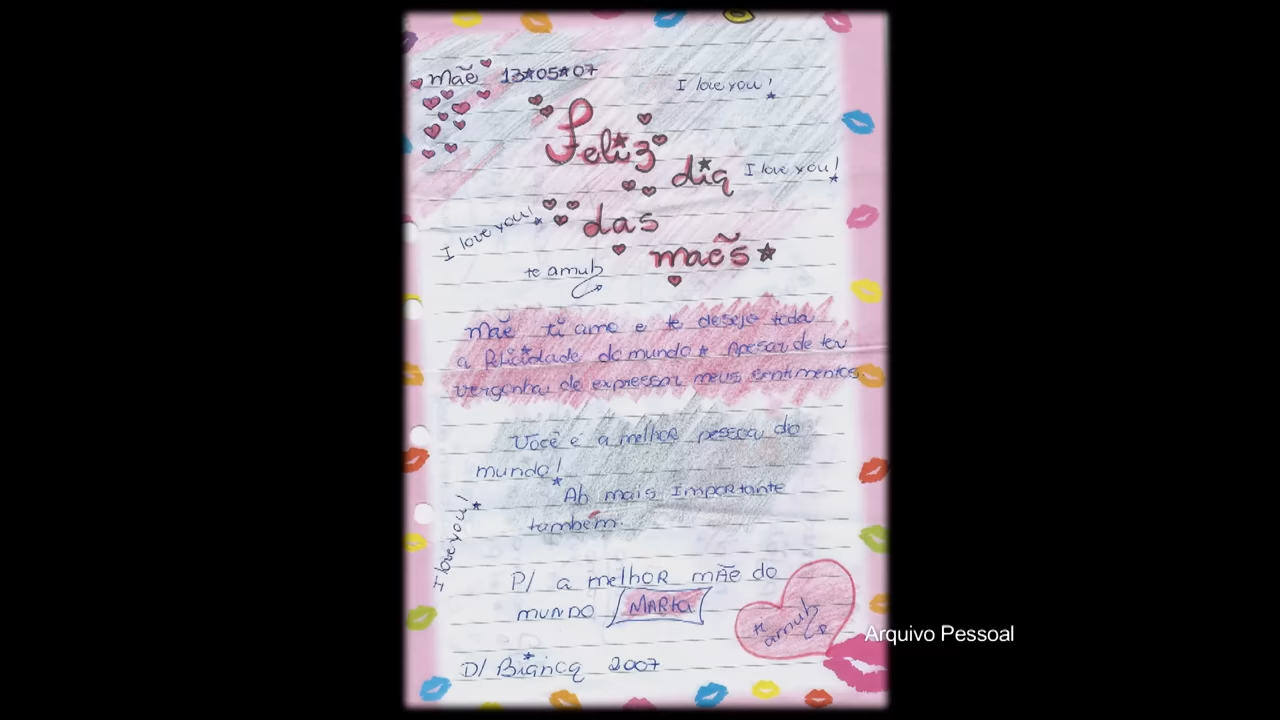 Mãe 13★05★07
I love you!
Feliz
dia
I love you!
das
I love you!
mães★
te amuh
Mãe ti amo e te desejo toda
a felicidade do mundo★ Apesar de ter
vergonha de expressar meus sentimentos.
Você é a melhor pessoa do
mundo!
Ah mais importante
também.
I love you!
P/ a melhor mãe do
mundo Marta
ti amuh
Arquivo Pessoal
D/ Bianca 2007